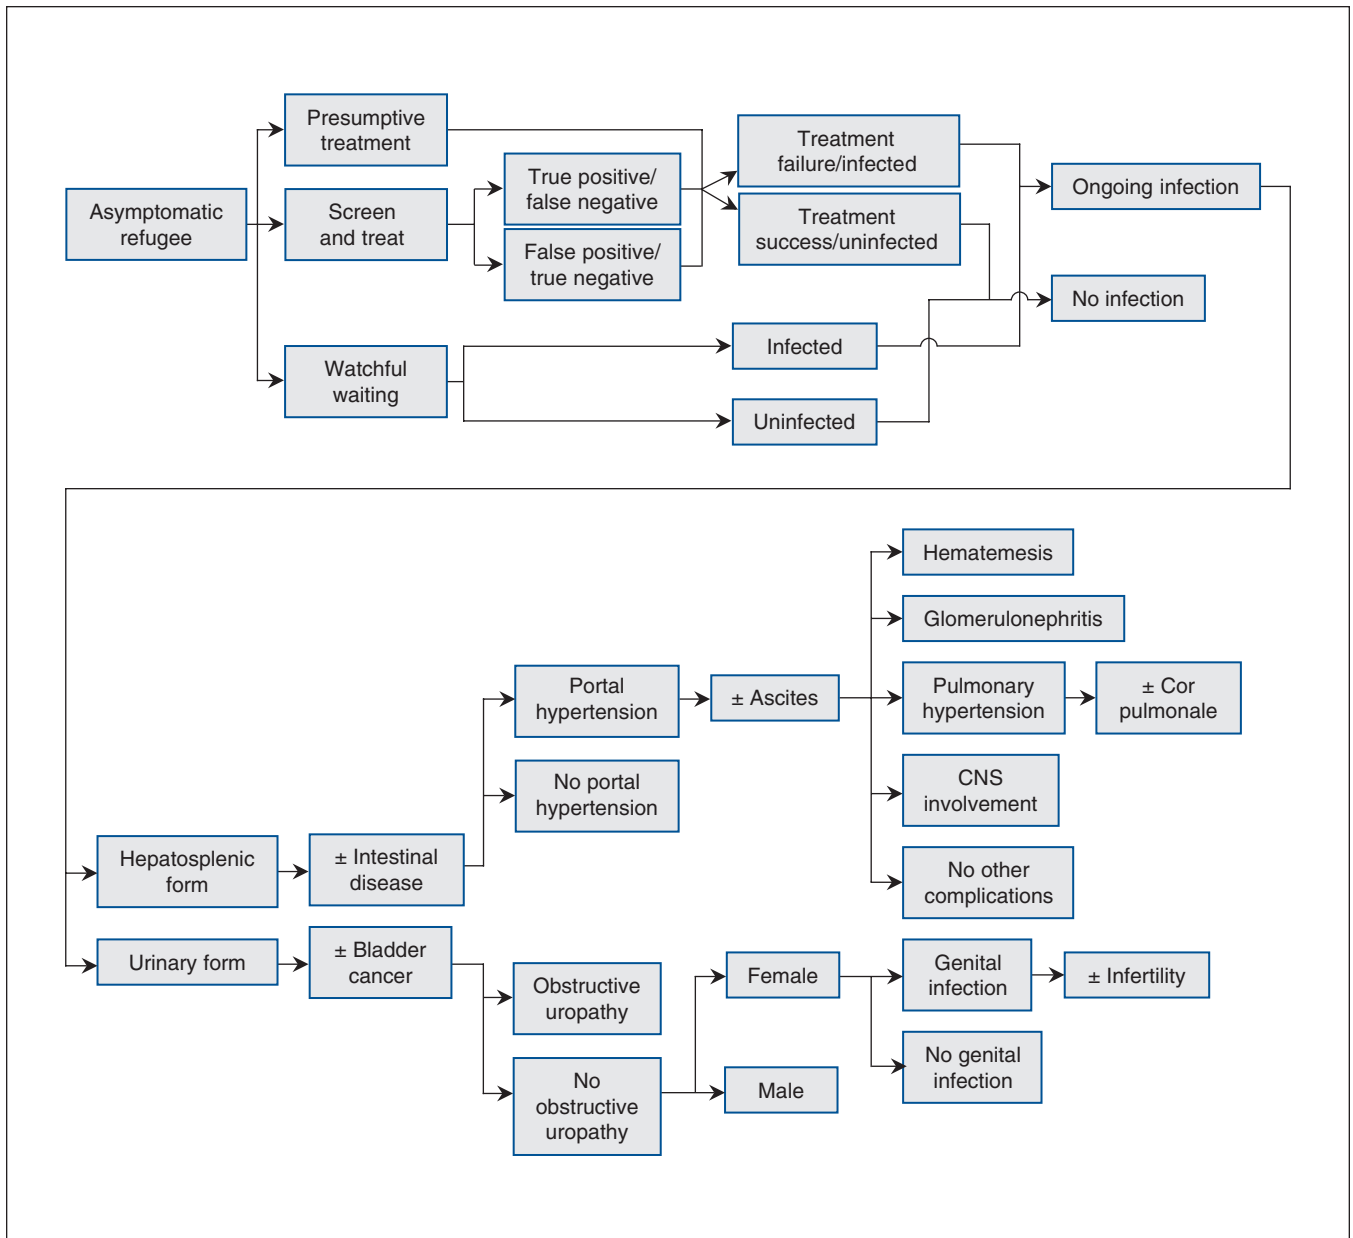 Presumptive
treatment
Asymptomatic
refugee
Screen
and treat
True positive/
false negative
False positive/
true negative
Treatment
failure/infected
Treatment
success/uninfected
Ongoing infection
No infection
Watchful
waiting
Infected
Uninfected
Hematemesis
Glomerulonephritis
Portal
hypertension
± Ascites
Pulmonary
hypertension
± Cor
pulmonale
No portal
hypertension
CNS
involvement
Hepatosplenic
form
± Intestinal
disease
No other
complications
Urinary form
± Bladder
cancer
Obstructive
uropathy
Female
Genital
infection
± Infertility
No
obstructive
uropathy
Male
No genital
infection